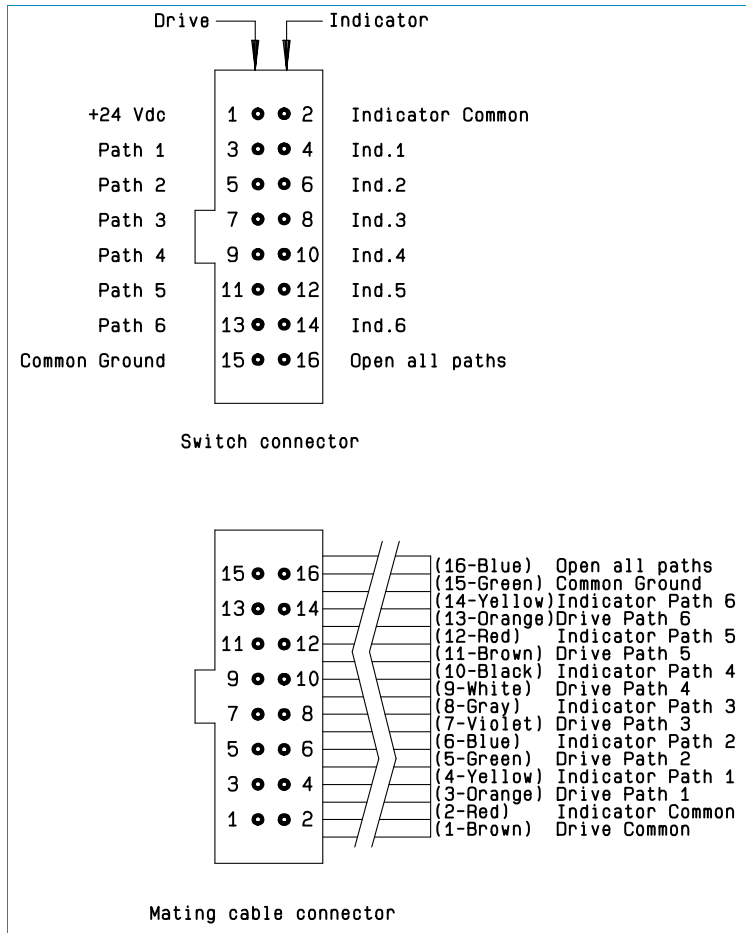 Drive Indicator
+24 Vdc 1 2 Indicator Common
Path 1 3 4 Ind.1
Path 2 5 6 Ind.2
Path 3 7 8 Ind.3
Path 4 9 10 Ind.4
Path 5 11 12 Ind.5
Path 6 13 14 Ind.6
Common Ground 15 16 Open all paths
Switch connector
15 16 (16-Blue) Open all paths
(15-Green) Common Ground
13 14 (14-Yellow) Indicator Path 6
(13-Orange) Drive Path 6
11 12 (12-Red) Indicator Path 5
(11-Brown) Drive Path 5
9 10 (10-Black) Indicator Path 4
(9-White) Drive Path 4
7 8 (8-Gray) Indicator Path 3
(7-Violet) Drive Path 3
5 6 (6-Blue) Indicator Path 2
(5-Green) Drive Path 2
3 4 (4-Yellow) Indicator Path 1
(3-Orange) Drive Path 1
1 2 (2-Red) Indicator Common
(1-Brown) Drive Common
Mating cable connector